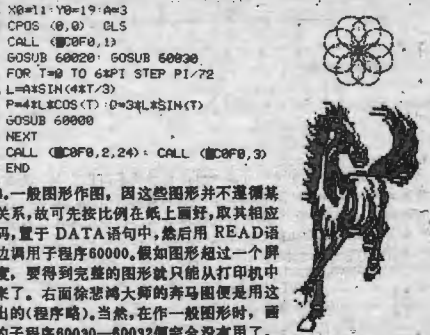 X0=11:Y0=19:A=3
CPOS (0,0) CLS
CALL (■C0F0,1)
GOSUB 60020: GOSUB 60030
FOR T=0 TO 6*PI STEP PI/72
L=A*SIN(4*T/3)
P=4*L*COS(T):Q=3*L*SIN(T)
GOSUB 60000
NEXT
CALL (■C0F0,2,24): CALL (■C0F0,3)
END
一般图形作图，因这些图形并不遵循某
关系，故可先按比例在纸上画好，取其相应
码，置于 DATA语句中，然后用 READ语
边调用子程序60000。假如图形超过一个屏
，要得到完整的图形就只能从打印机中
来了。右面徐悲鸿大师的奔马图便是用这
出的(程序略)。当然，在作一般图形时，画
的子程序60030—60032便完全没有用了。